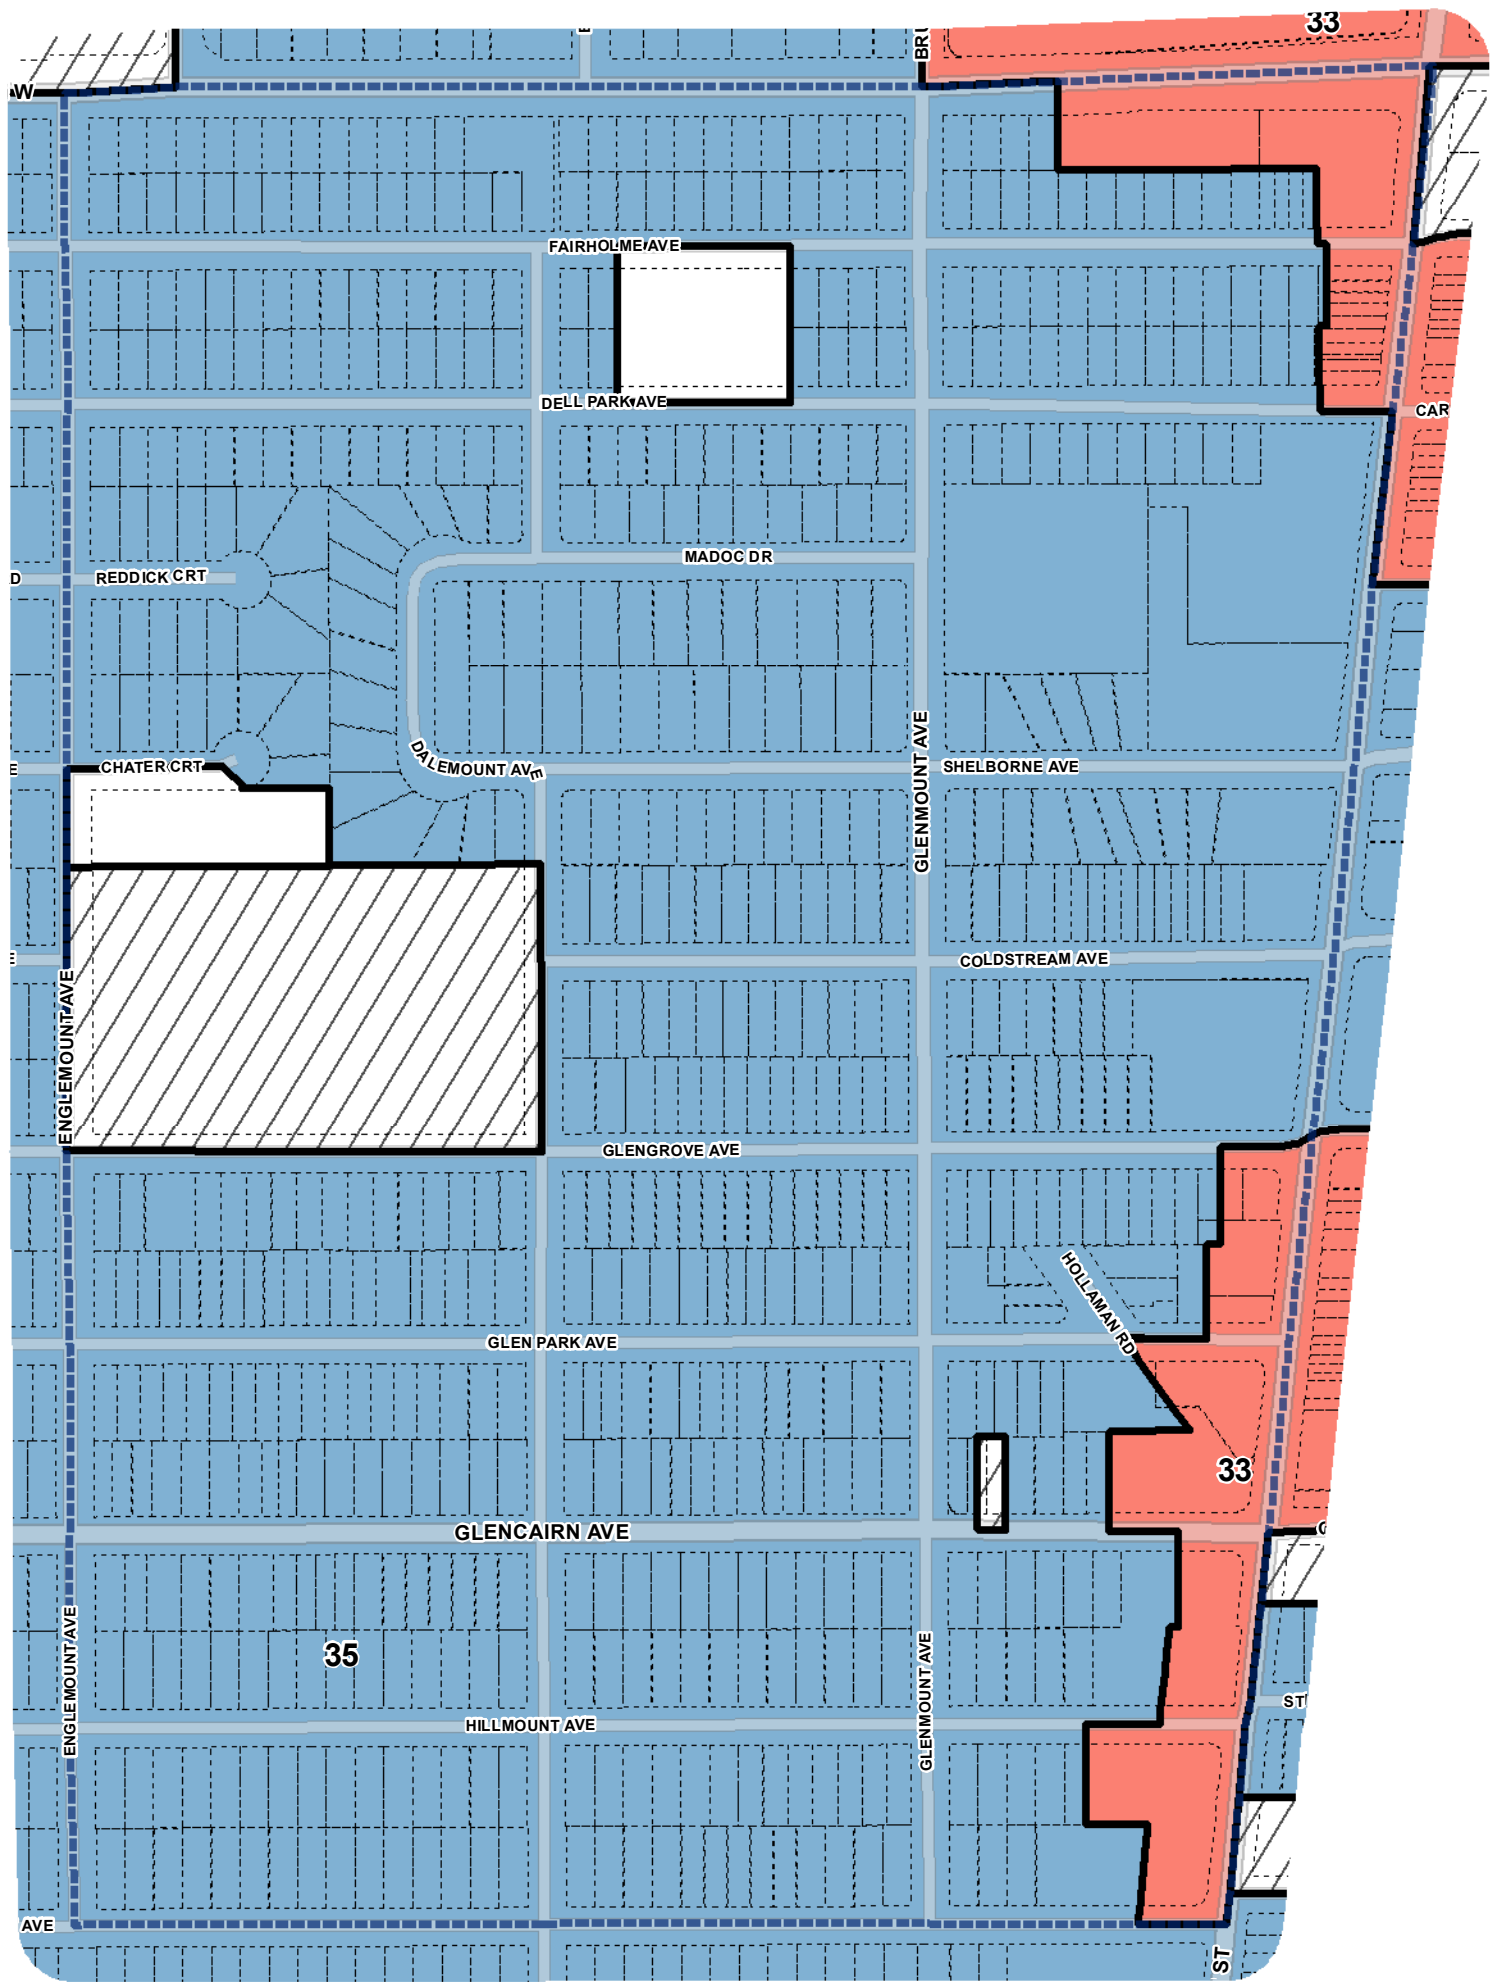 33
W
FAIRHOLME AVE
DELL PARK AVE
CAR
MADOC DR
REDDICK CRT
D
GLENMOUNT AVE
DALEMOUNT AVE
CHATER CRT
SHELBORNE AVE
E
COLDSTREAM AVE
E
ENGLEMOUNT AVE
GLENGROVE AVE
HOLLAMAN RD
GLEN PARK AVE
33
GLENCAIRN AVE
ENGLEMOUNT AVE
35
GLENMOUNT AVE
ST
HILLMOUNT AVE
AVE
ST